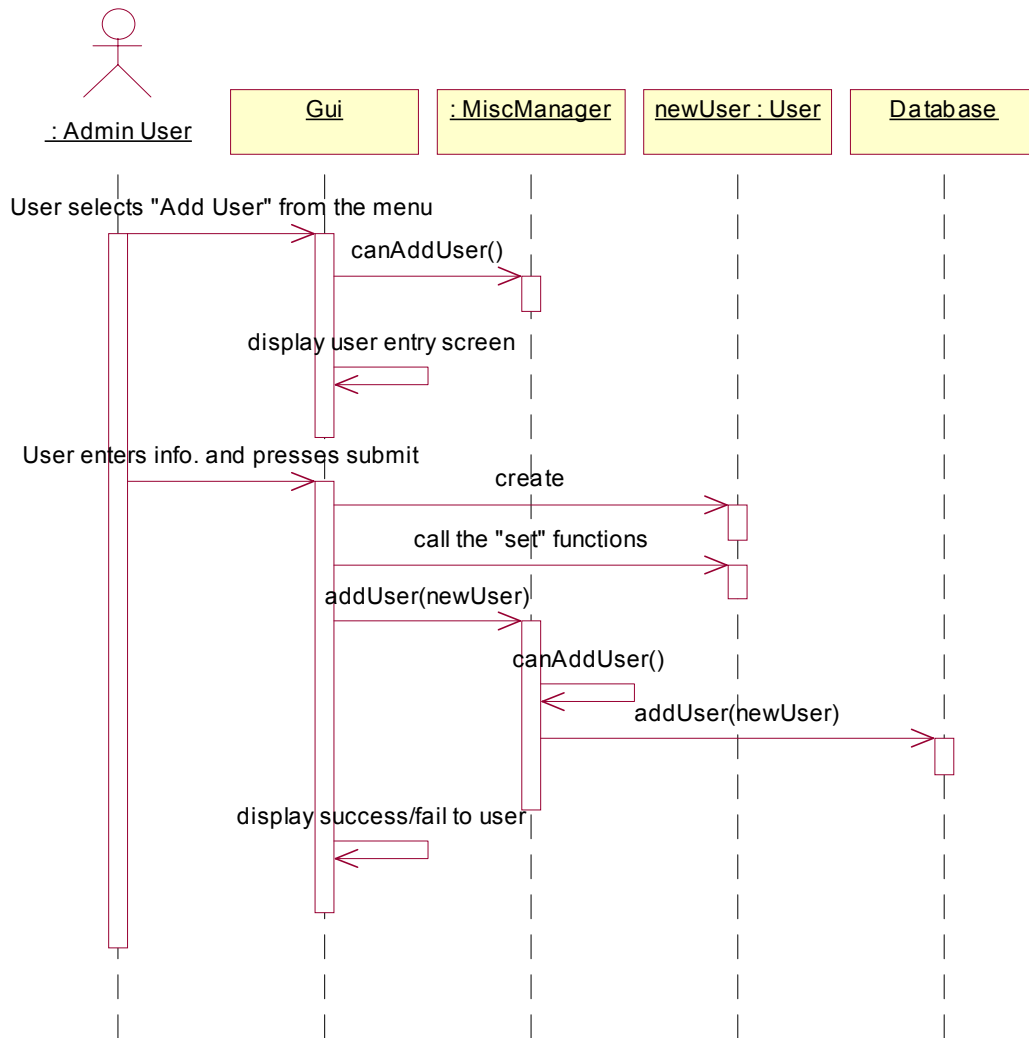 : Admin User
Gui
: MiscManager
newUser : User
Database
User selects "Add User" from the menu
canAddUser()
display user entry screen
User enters info. and presses submit
create
call the "set" functions
addUser(newUser)
canAddUser()
addUser(newUser)
display success/fail to user